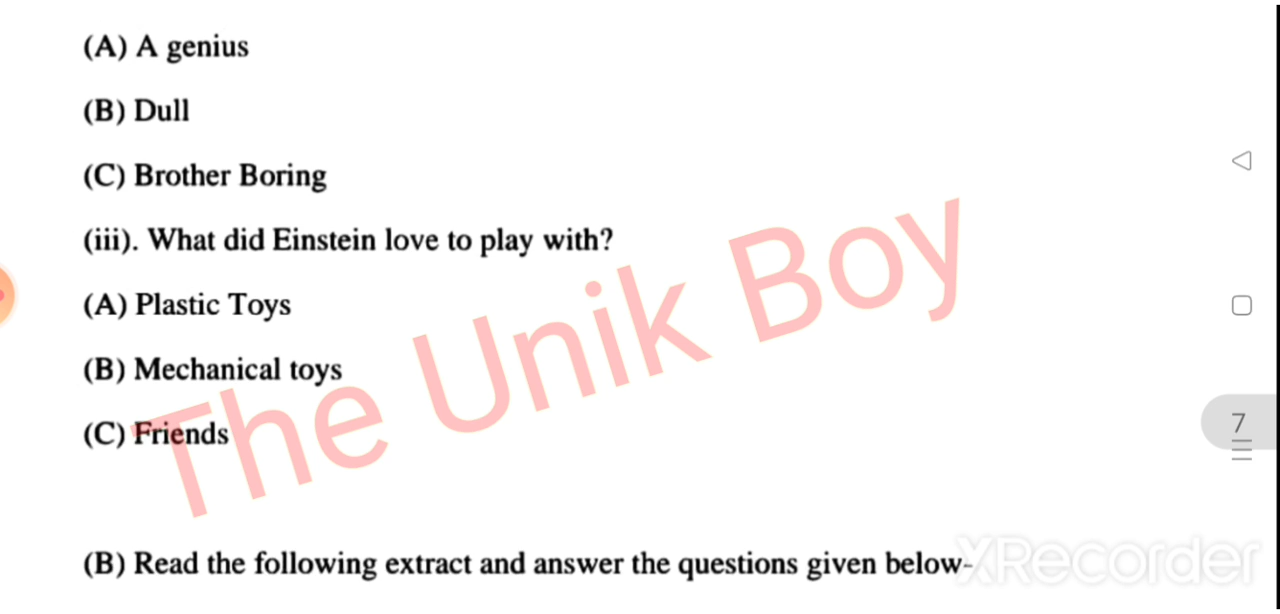 (A) A genius
(B) Dull
(C) Brother Boring
(iii). What did Einstein love to play with?
(A) Plastic Toys
(B) Mechanical toys
(C) Friends
The Unik Boy
7
(B) Read the following extract and answer the questions given below-
XRecorder